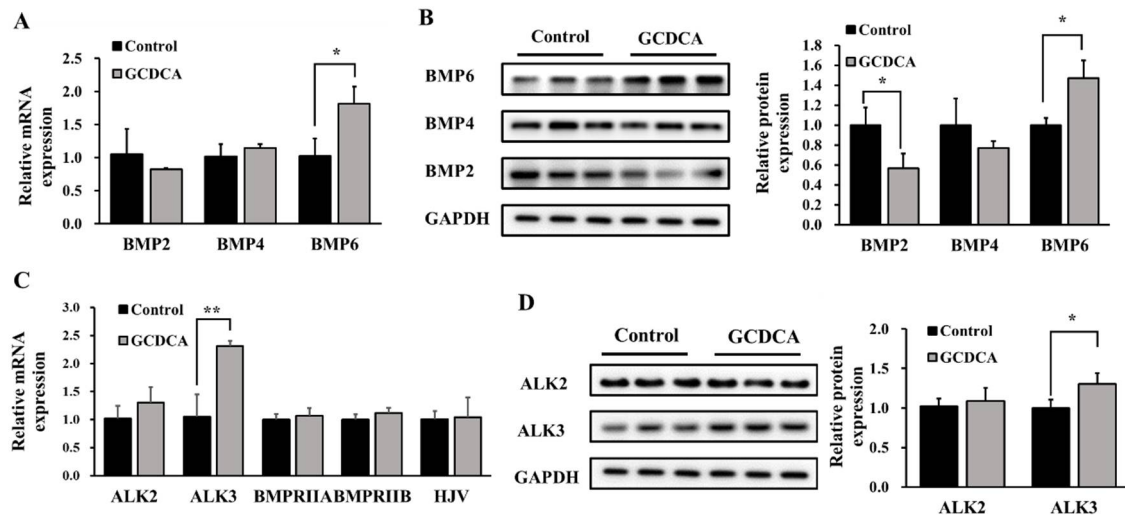 A
Relative mRNA expression
2.5
2.0
1.5
1.0
0.5
0.0
Control
GCDCA
*
BMP2 BMP4 BMP6
B
Control GCDCA
BMP6
BMP4
BMP2
GAPDH
Relative protein expression
1.8
1.6
1.4
1.2
1.0
0.8
0.6
0.4
0.2
0.0
Control
GCDCA
*
*
BMP2 BMP4 BMP6
C
Relative mRNA expression
3.0
2.5
2.0
1.5
1.0
0.5
0.0
Control
GCDCA
**
ALK2 ALK3 BMPRIIA BMPRIIB HJV
D
Control GCDCA
ALK2
ALK3
GAPDH
Relative protein expression
2.0
1.5
1.0
0.5
0.0
Control
GCDCA
*
ALK2 ALK3